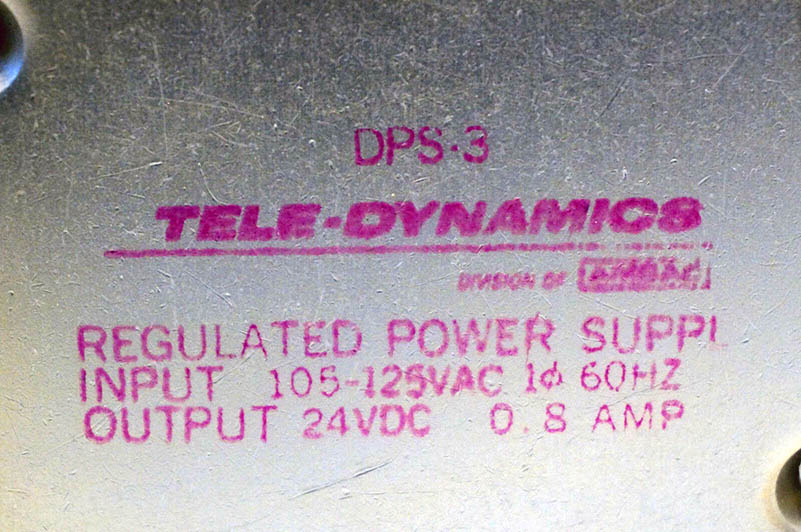 DPS-3
TELE-DYNAMICS
DIVISION OF AMBAC
REGULATED POWER SUPPL
INPUT 105-125VAC 1ϕ 60HZ
OUTPUT 24VDC 0.8 AMP